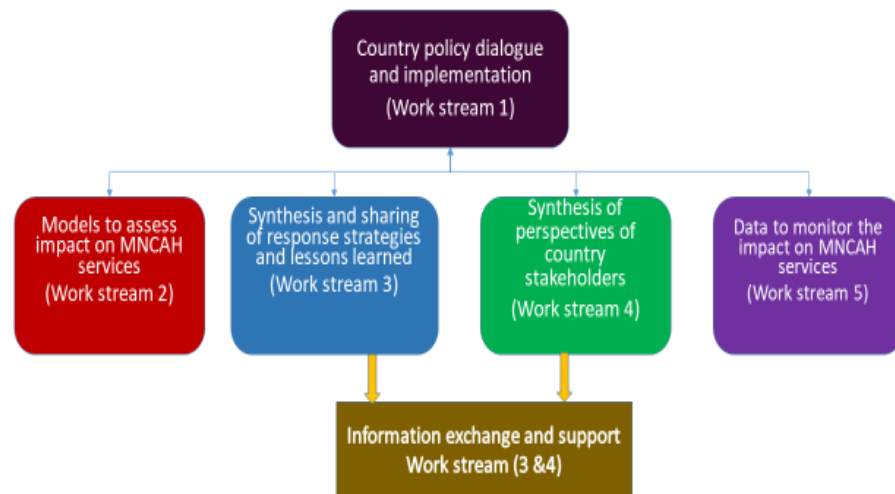 Country policy dialogue
and implementation
(Work stream 1)
Models to assess
impact on MNCAH
services
(Work stream 2)
Synthesis and sharing
of response strategies
and lessons learned
(Work stream 3)
Synthesis of
perspectives of
country
stakeholders
(Work stream 4)
Data to monitor the
impact on MNCAH
services
(Work stream 5)
Information exchange and support
Work stream (3 &4)